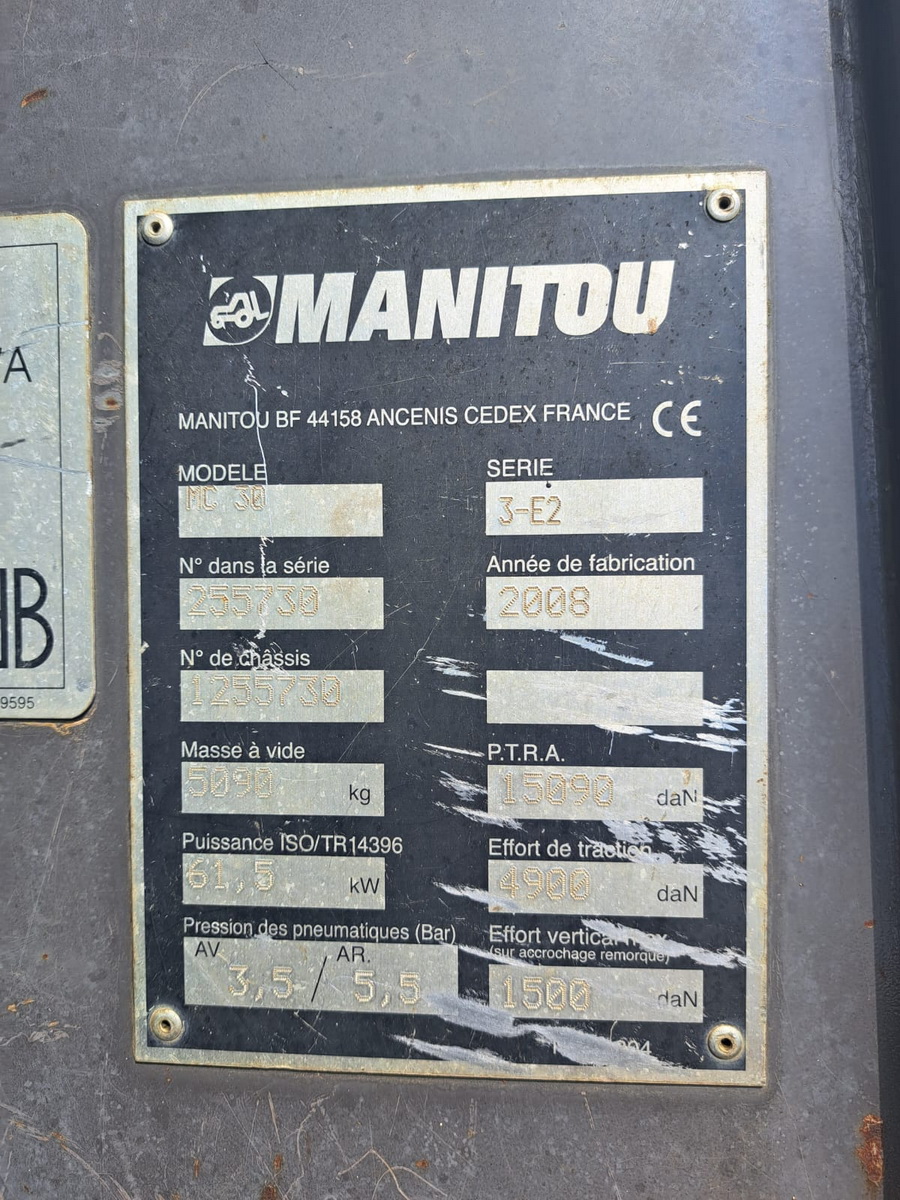 MANITOU
MANITOU BF 44158 ANCENIS CEDEX FRANCE CE
MODELE
MC 30
SERIE
3-E2
N° dans la série
255730
Année de fabrication
2008
N° de châssis
1255730
Masse à vide
5090 kg
P.T.R.A.
15090 daN
Puissance ISO/TR14396
61,5 kW
Effort de traction
4900 daN
Pression des pneumatiques (Bar)
AV. AR.
3,5 / 5,5
Effort vertical max
(sur accrochage remorque)
1500 daN
9595